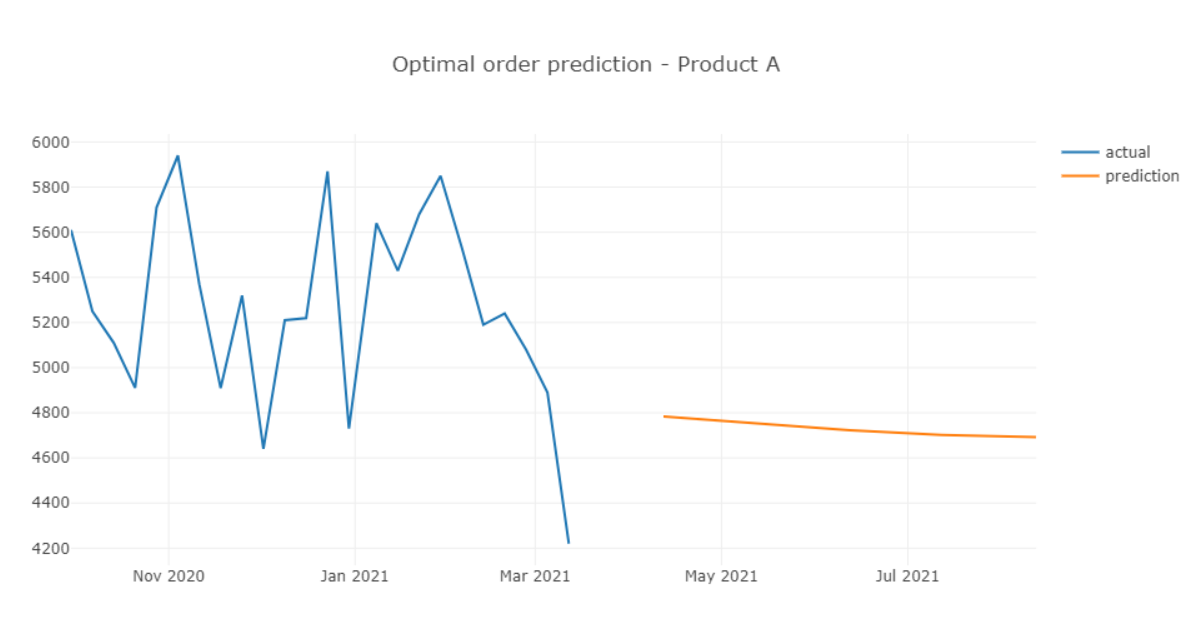 Optimal order prediction - Product A
6000
5800
5600
5400
5200
5000
4800
4600
4400
4200
Nov 2020 Jan 2021 Mar 2021 May 2021 Jul 2021
actual
prediction